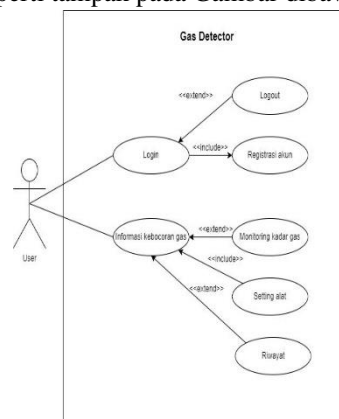 Gas Detector
<<extend>>
Logout
Login
<<include>>
Registrasi akun
User
Informasi kebocoran gas
<<extend>>
Monitoring kadar gas
<<include>>
Setting alat
<<extend>>
Riwayat